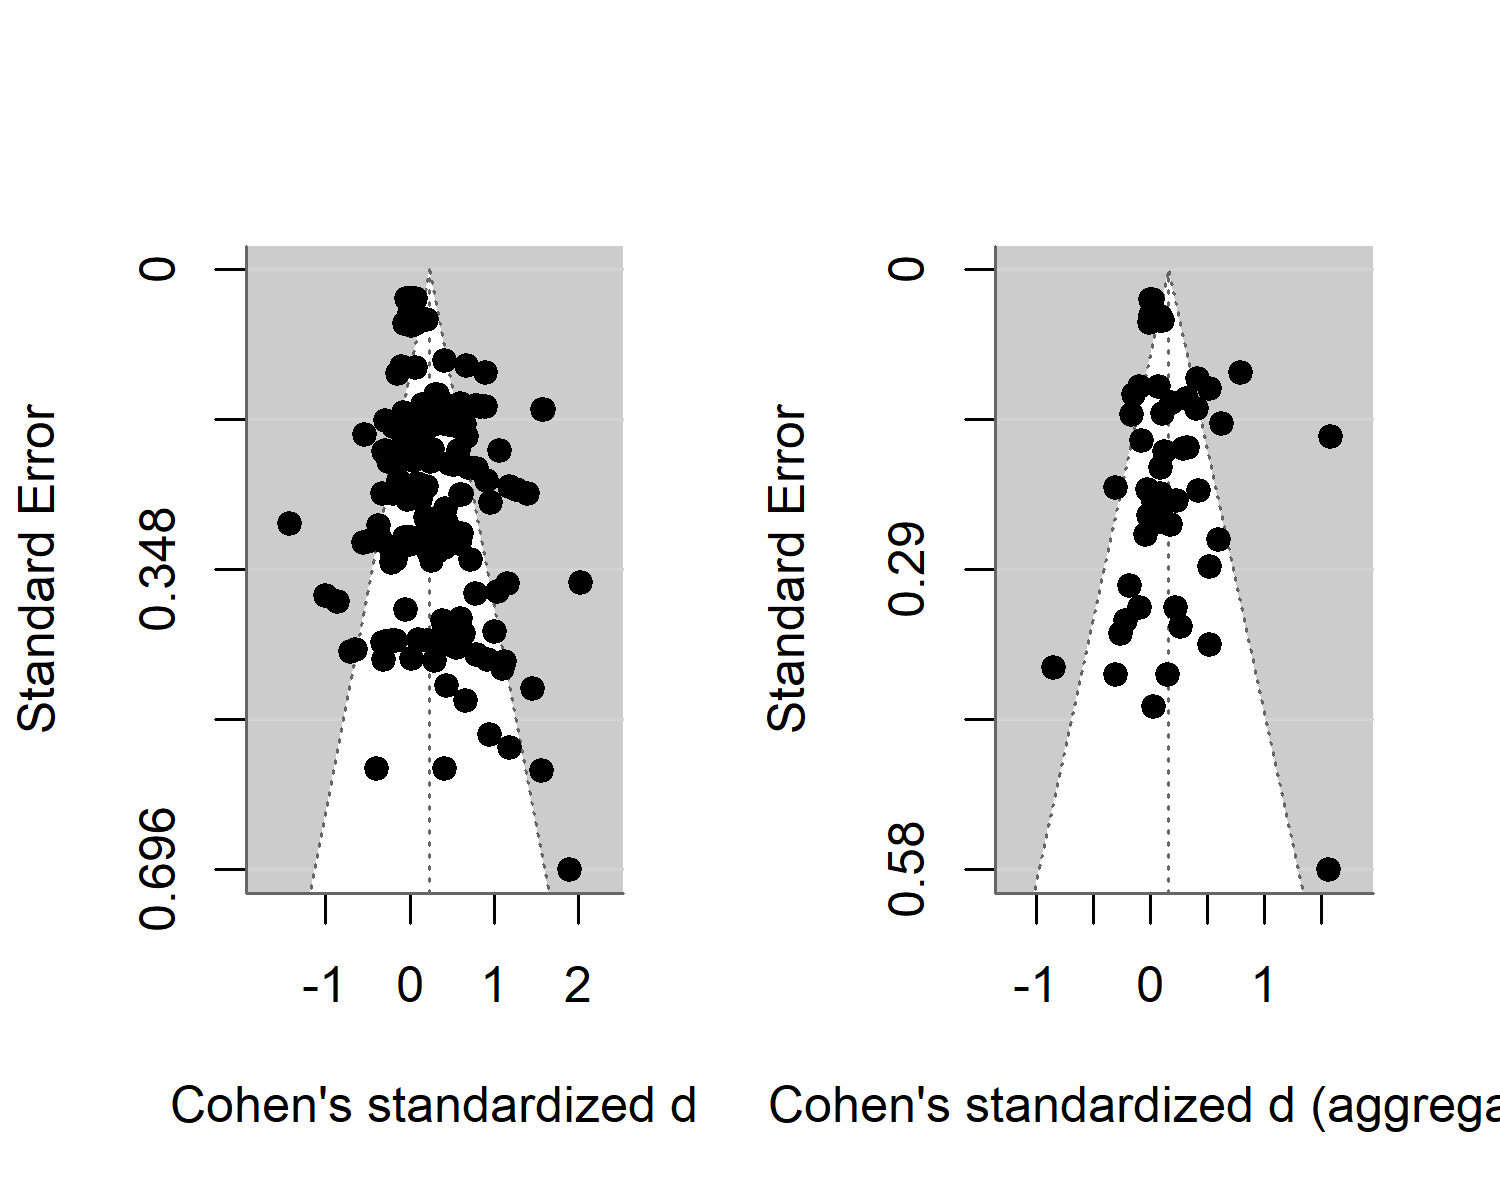 Standard Error
0
0.348
0.696
-1 0 1 2
Cohen's standardized d
Standard Error
0
0.29
0.58
-1 0 1
Cohen's standardized d (aggrega